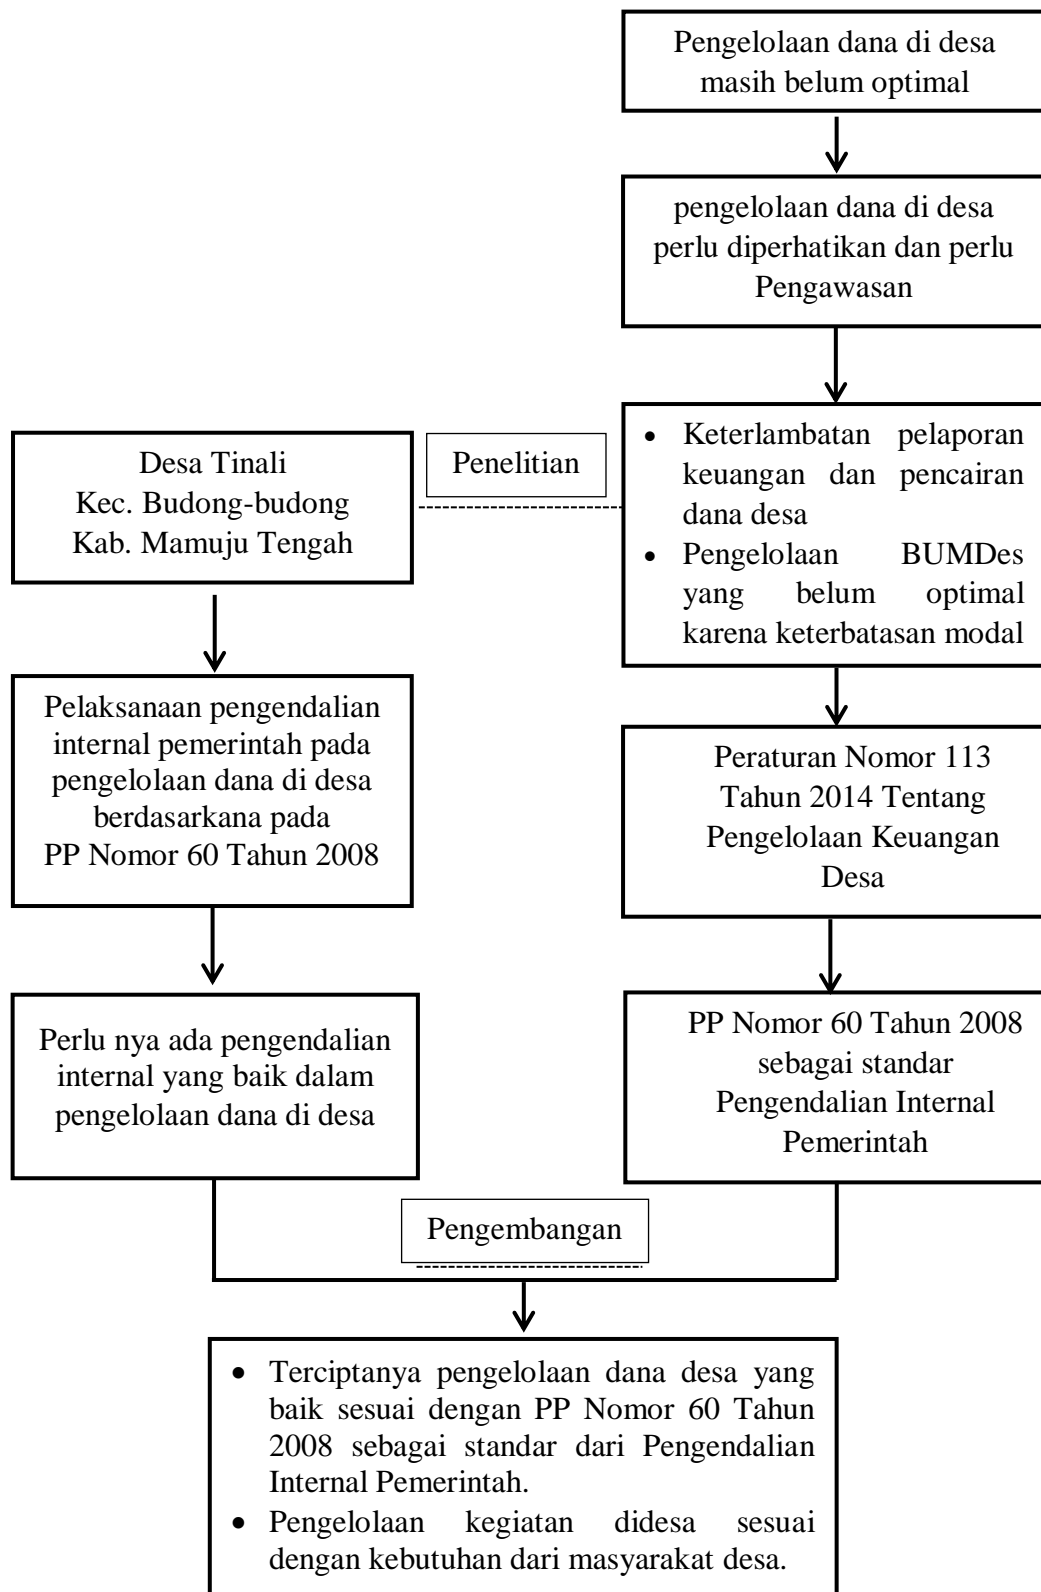 Pengelolaan dana di desa
masih belum optimal
pengelolaan dana di desa
perlu diperhatikan dan perlu
Pengawasan
• Keterlambatan pelaporan
keuangan dan pencairan
dana desa
• Pengelolaan BUMDes
yang belum optimal
karena keterbatasan modal
Penelitian
Desa Tinali
Kec. Budong-budong
Kab. Mamuju Tengah
Pelaksanaan pengendalian
internal pemerintah pada
pengelolaan dana di desa
berdasarkana pada
PP Nomor 60 Tahun 2008
Peraturan Nomor 113
Tahun 2014 Tentang
Pengelolaan Keuangan
Desa
Perlu nya ada pengendalian
internal yang baik dalam
pengelolaan dana di desa
PP Nomor 60 Tahun 2008
sebagai standar
Pengendalian Internal
Pemerintah
Pengembangan
• Terciptanya pengelolaan dana desa yang
baik sesuai dengan PP Nomor 60 Tahun
2008 sebagai standar dari Pengendalian
Internal Pemerintah.
• Pengelolaan kegiatan didesa sesuai
dengan kebutuhan dari masyarakat desa.